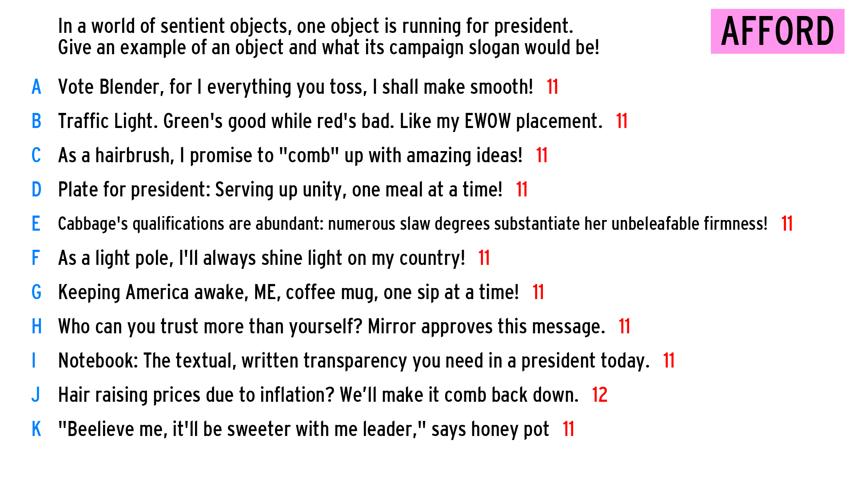 In a world of sentient objects, one object is running for president.
Give an example of an object and what its campaign slogan would be!
AFFORD
A Vote Blender, for I everything you toss, I shall make smooth! 11
B Traffic Light. Green's good while red's bad. Like my EWOW placement. 11
C As a hairbrush, I promise to "comb" up with amazing ideas! 11
D Plate for president: Serving up unity, one meal at a time! 11
E Cabbage's qualifications are abundant: numerous slaw degrees substantiate her unbeleafable firmness! 11
F As a light pole, I'll always shine light on my country! 11
G Keeping America awake, ME, coffee mug, one sip at a time! 11
H Who can you trust more than yourself? Mirror approves this message. 11
I Notebook: The textual, written transparency you need in a president today. 11
J Hair raising prices due to inflation? We’ll make it comb back down. 12
K "Beelieve me, it'll be sweeter with me leader," says honey pot 11